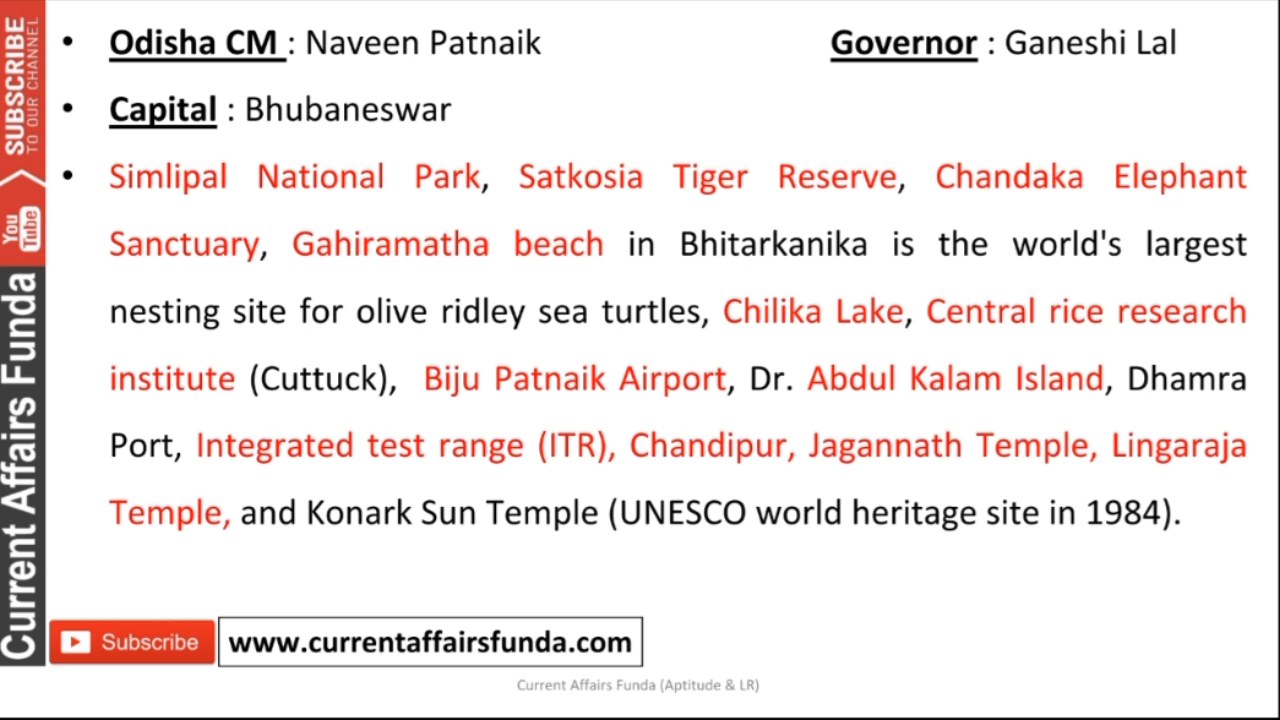 SUBSCRIBE
TO OUR CHANNEL
You Tube
Current Affairs Funda
• Odisha CM : Naveen Patnaik Governor : Ganeshi Lal
• Capital : Bhubaneswar
• Simlipal National Park, Satkosia Tiger Reserve, Chandaka Elephant
Sanctuary, Gahiramatha beach in Bhitarkanika is the world's largest
nesting site for olive ridley sea turtles, Chilika Lake, Central rice research
institute (Cuttuck), Biju Patnaik Airport, Dr. Abdul Kalam Island, Dhamra
Port, Integrated test range (ITR), Chandipur, Jagannath Temple, Lingaraja
Temple, and Konark Sun Temple (UNESCO world heritage site in 1984).
Subscribe www.currentaffairsfunda.com
Current Affairs Funda (Aptitude & LR)